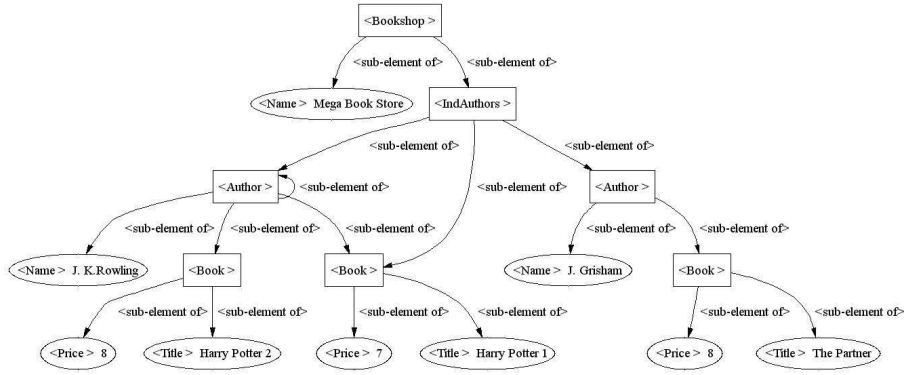 <Bookshop >
<sub-element of> <sub-element of>
<Name > Mega Book Store <IndAuthors >
<sub-element of> <sub-element of>
<Author > <sub-element of> <sub-element of> <Author >
<sub-element of> <sub-element of> <sub-element of> <sub-element of> <sub-element of>
<Name > J. K.Rowling <Book > <Book > <Name > J. Grisham <Book >
<sub-element of> <sub-element of> <sub-element of> <sub-element of> <sub-element of> <sub-element of>
<Price > 8 <Title > Harry Potter 2 <Price > 7 <Title > Harry Potter 1 <Price > 8 <Title > The Partner